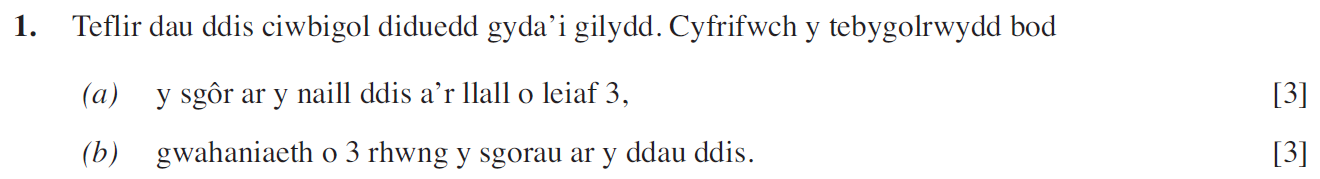 1. Teflir dau ddis ciwbigol diduedd gyda’i gilydd. Cyfrifwch y tebygolrwydd bod
(a) y sgôr ar y naill ddis a’r llall o leiaf 3, [3]
(b) gwahaniaeth o 3 rhwng y sgorau ar y ddau ddis. [3]